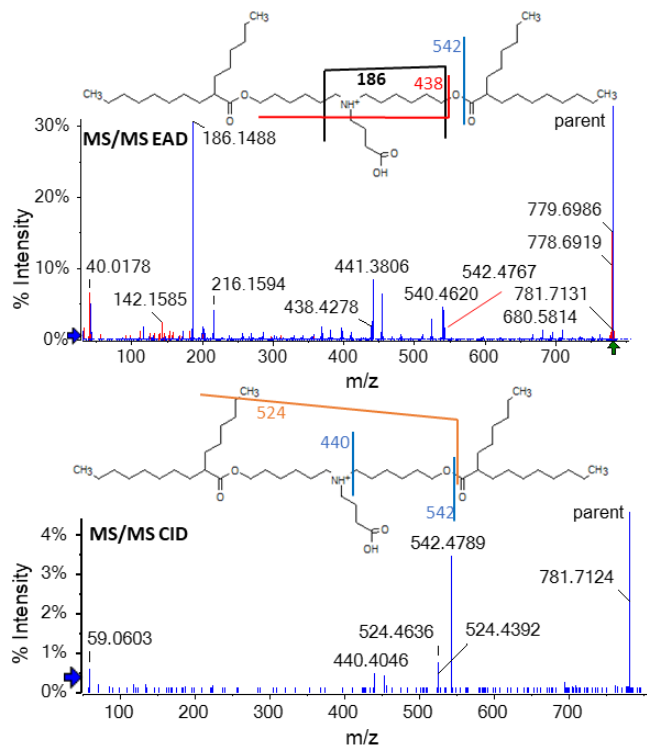 CH3
CH3
542
186
438
CH3
O
O
O
O
CH3
NH+
O
OH
parent
MS/MS EAD
30%
20%
10%
0%
% Intensity
186.1488
779.6986
778.6919
40.0178
441.3806
542.4767
142.1585
216.1594
438.4278
540.4620
781.7131
680.5814
100
200
300
400
500
600
700
m/z
CH3
CH3
524
440
CH3
O
O
O
O
CH3
NH+
542
O
OH
parent
MS/MS CID
4%
3%
2%
1%
0%
% Intensity
542.4789
781.7124
59.0603
524.4636
524.4392
440.4046
100
200
300
400
500
600
700
m/z